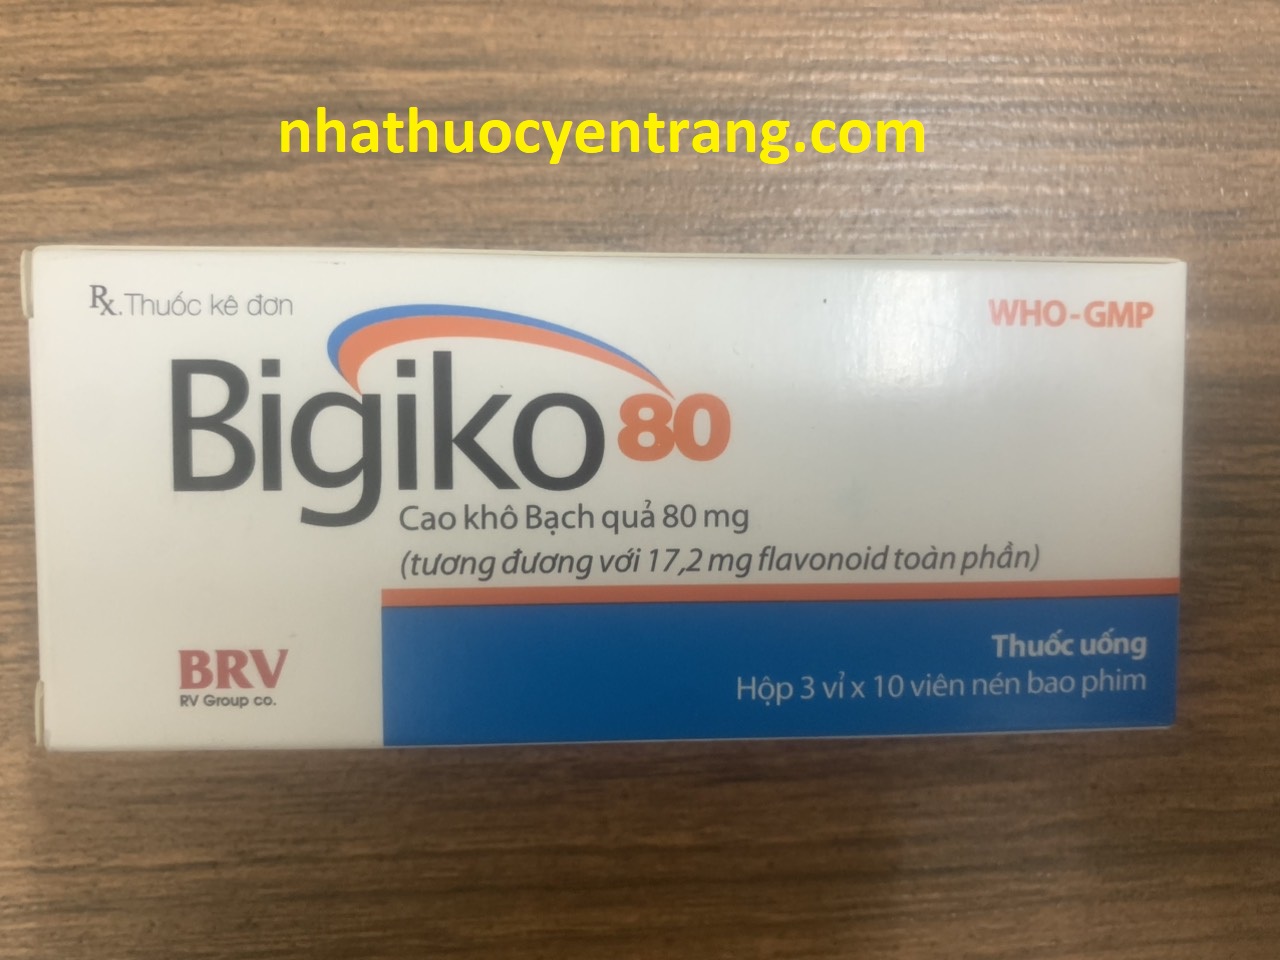 nhathuocyentrang.com
Rx. Thuốc kê đơn
WHO-GMP
Bigiko 80
Cao khô Bạch quả 80 mg
(tương đương với 17,2 mg flavonoid toàn phần)
Thuốc uống
Hộp 3 vỉ x 10 viên nén bao phim
BRV
RV Group co.